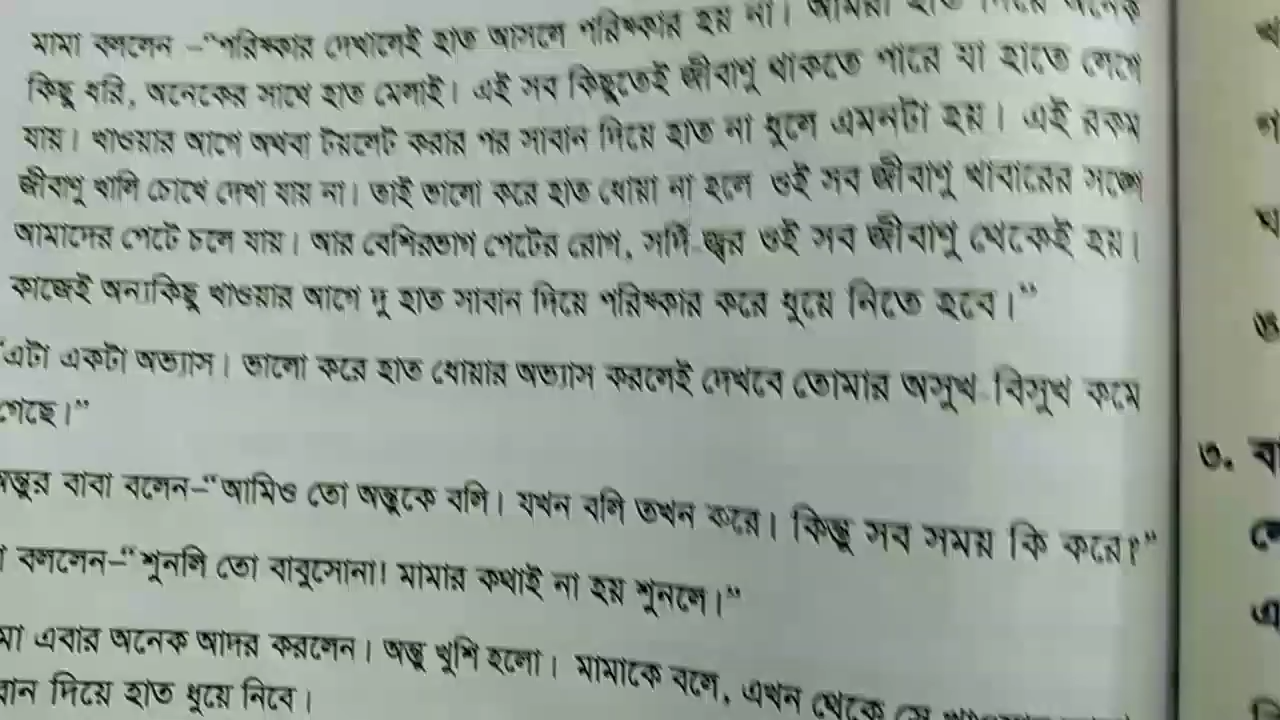 মামা বললেন –“পরিষ্কার দেখালেই হাত আসলে পরিষ্কার হয় না। আমরা হাত দিয়ে অনেক
কিছু ধরি, অনেকের সাথে হাত মেলাই। এই সব কিছুতেই জীবাণু থাকতে পারে যা হাতে লেগে
যায়। খাওয়ার আগে অথবা টয়লেট করার পর সাবান দিয়ে হাত না ধুলে এমনটা হয়। এই রকম
জীবাণু খালি চোখে দেখা যায় না। তাই ভালো করে হাত ধোয়া না হলে ওই সব জীবাণু খাবারের সঙ্গে
আমাদের পেটে চলে যায়। আর বেশিরভাগ পেটের রোগ, সর্দি জ্বর ওই সব জীবাণু থেকেই হয়।
কাজেই অন্যকিছু খাওয়ার আগে দু হাত সাবান দিয়ে পরিষ্কার করে ধুয়ে নিতে হবে।”
“এটা একটা অভ্যাস। ভালো করে হাত ধোয়ার অভ্যাস করলেই দেখবে তোমার অসুখ বিসুখ কমে
গেছে।”
অন্তুর বাবা বলেন–“আমিও তো অন্তুকে বলি। যখন বলি তখন করে। কিন্তু সব সময় কি করে?”
বললেন–“শুনলি তো বাবুসোনা! মামার কথাই না হয় শুনলে।”
এবার অনেক আদর করলেন। অন্তু খুশি হলো। মামাকে বলে, এখন থেকে সে
দিয়ে হাত ধুয়ে নিবে।
৩.